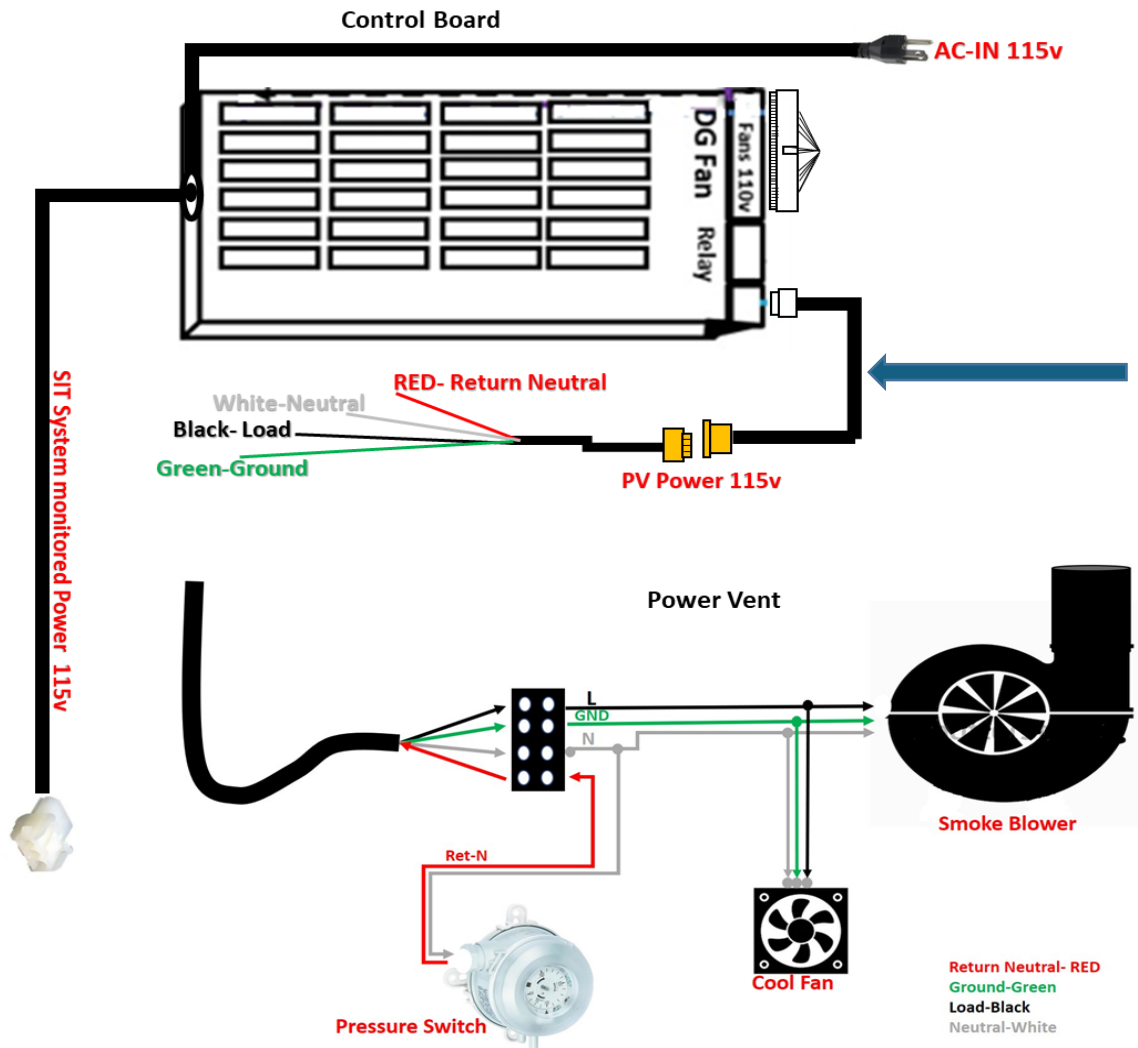 Control Board
AC-IN 115v
DG Fan
Relay
Fans 110v
SIT System monitored Power 115v
RED- Return Neutral
White-Neutral
Black- Load
Green-Ground
PV Power 115v
Power Vent
L
GND
N
Smoke Blower
Ret-N
Cool Fan
Pressure Switch
Return Neutral- RED
Ground-Green
Load-Black
Neutral-White